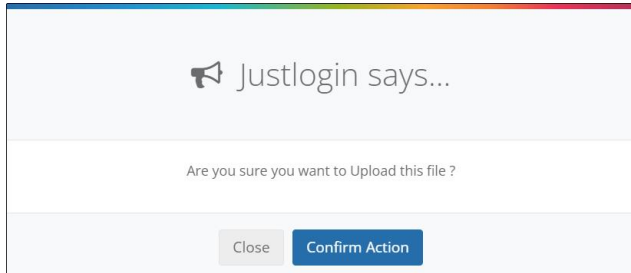 Justlogin says...
Are you sure you want to Upload this file ?
Close Confirm Action